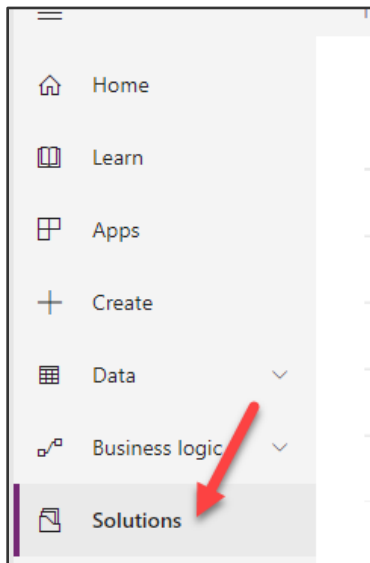 Home
Learn
Apps
Create
Data
Business logic
Solutions